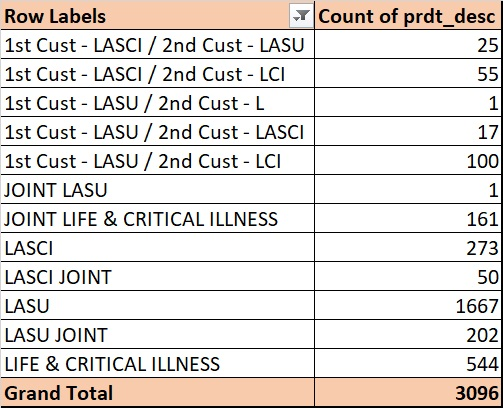 Row Labels Count of prdt_desc
1st Cust - LASCI / 2nd Cust - LASU 25
1st Cust - LASCI / 2nd Cust - LCI 55
1st Cust - LASU / 2nd Cust - L 1
1st Cust - LASU / 2nd Cust - LASCI 17
1st Cust - LASU / 2nd Cust - LCI 100
JOINT LASU 1
JOINT LIFE & CRITICAL ILLNESS 161
LASCI 273
LASCI JOINT 50
LASU 1667
LASU JOINT 202
LIFE & CRITICAL ILLNESS 544
Grand Total 3096